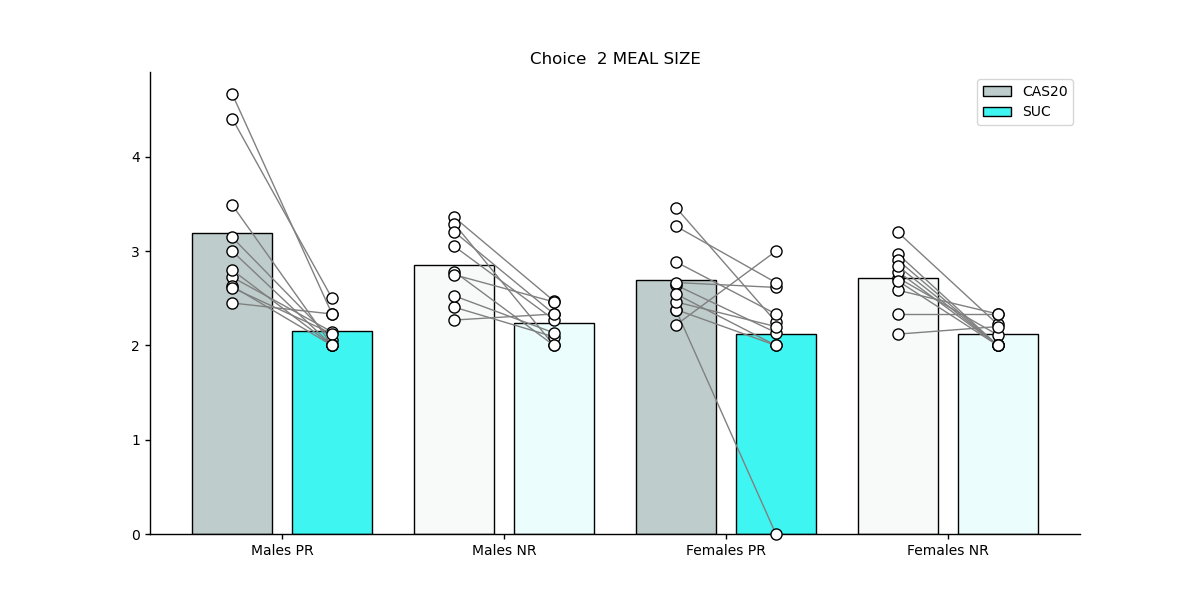 Choice  2 MEAL SIZE
CAS20
SUC
4
3
2
1
0
Males PR
Males NR
Females PR
Females NR